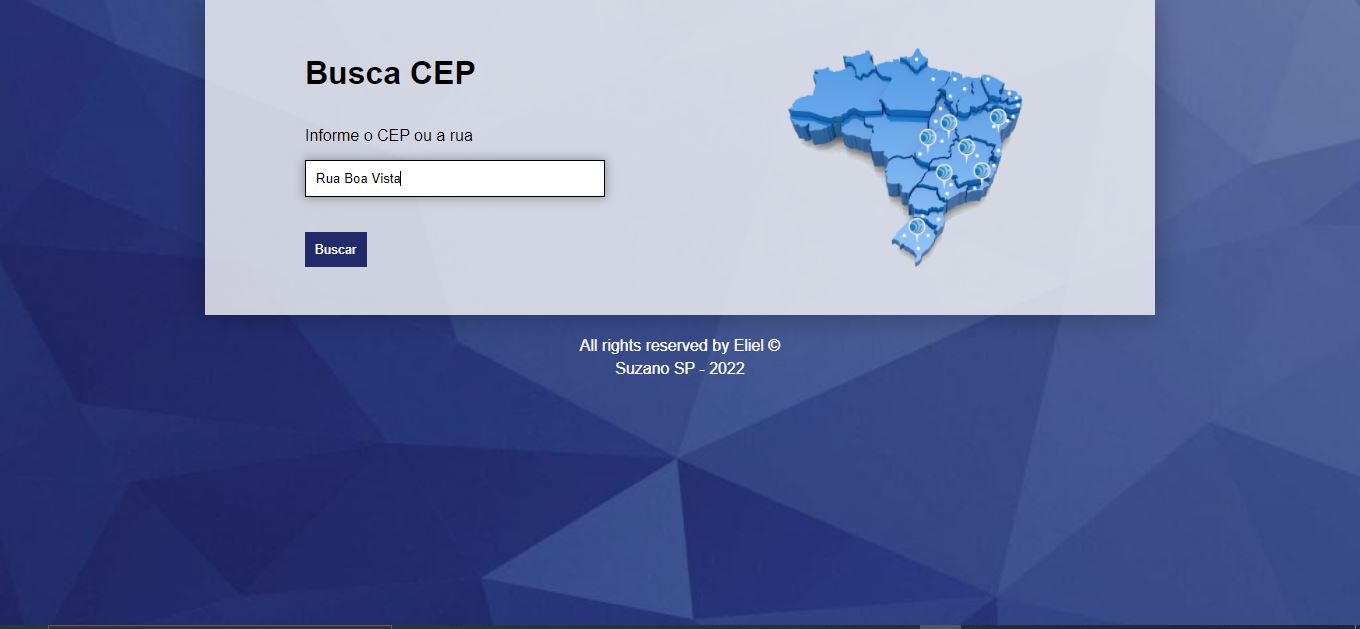 Busca CEP
Informe o CEP ou a rua
Rua Boa Vista
Buscar
All rights reserved by Eliel ©
Suzano SP - 2022